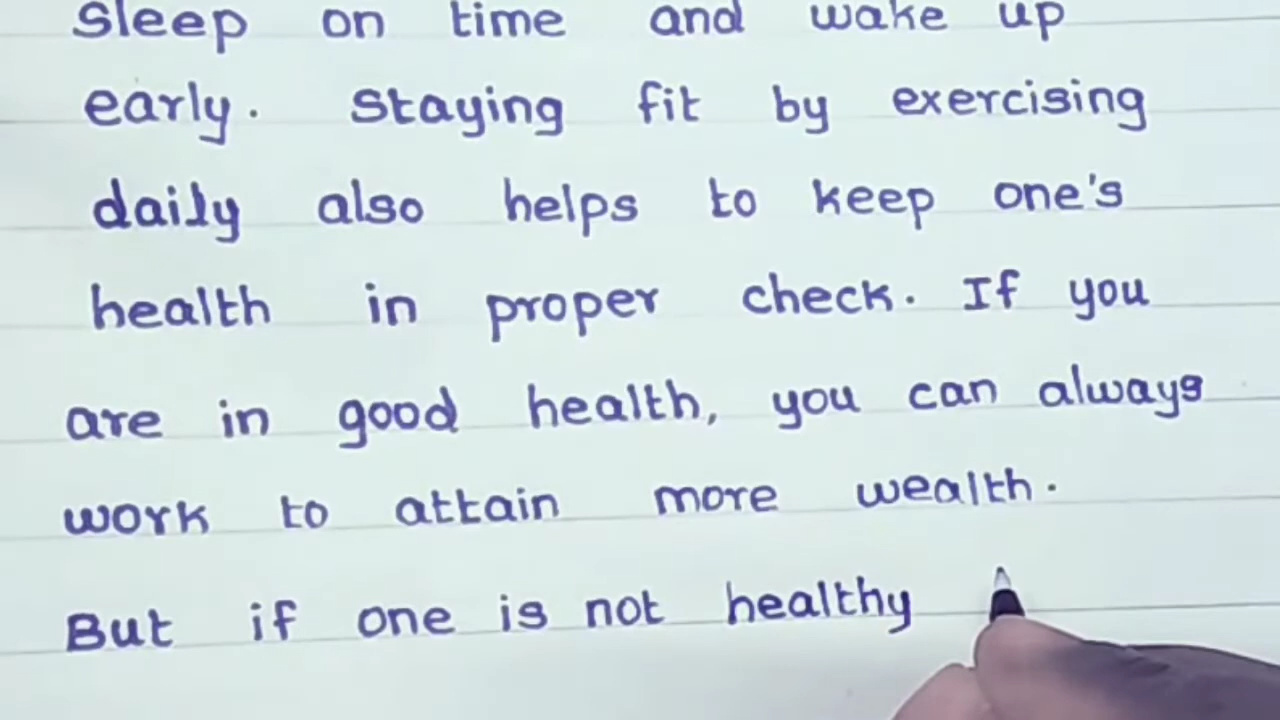 Sleep on time and wake up
early. Staying fit by exercising
daily also helps to keep one's
health in proper check. If you
are in good health, you can always
work to attain more wealth.
But if one is not healthy